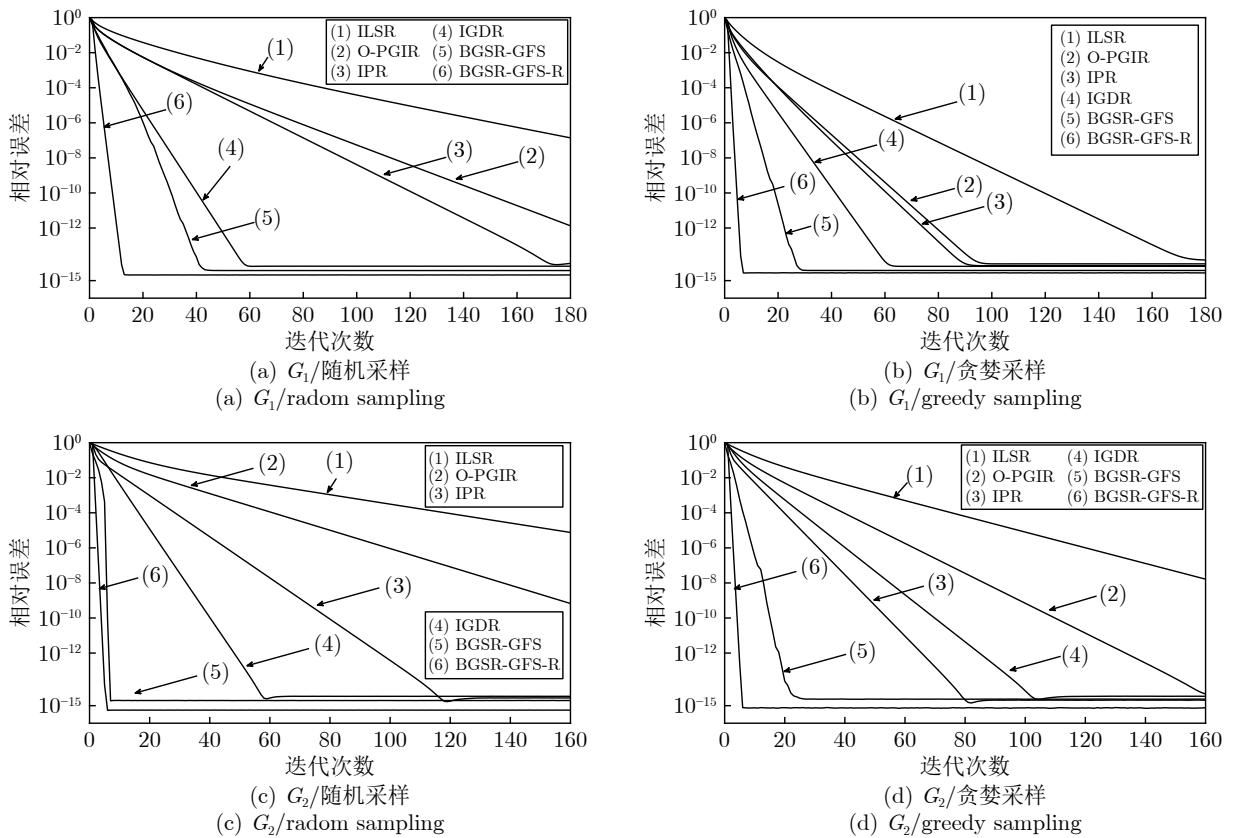 10⁰
10⁻²
10⁻⁴
10⁻⁶
10⁻⁸
10⁻¹⁰
10⁻¹²
10⁻¹⁵
相对误差
(1) ILSR (4) IGDR
(2) O-PGIR (5) BGSR-GFS
(3) IPR (6) BGSR-GFS-R
(1)
(6)
(4)
(3)
(2)
(5)
0 20 40 60 80 100 120 140 160 180
迭代次数
(a) G₁/随机采样
(a) G₁/radom sampling
10⁰
10⁻²
10⁻⁴
10⁻⁶
10⁻⁸
10⁻¹⁰
10⁻¹²
10⁻¹⁵
相对误差
(1) ILSR
(2) O-PGIR
(3) IPR
(4) IGDR
(5) BGSR-GFS
(6) BGSR-GFS-R
(1)
(4)
(6)
(2)
(3)
(5)
0 20 40 60 80 100 120 140 160 180
迭代次数
(b) G₁/贪婪采样
(b) G₁/greedy sampling
10⁰
10⁻²
10⁻⁴
10⁻⁶
10⁻⁸
10⁻¹⁰
10⁻¹²
10⁻¹⁵
相对误差
(1) ILSR
(2) O-PGIR
(3) IPR
(2)
(1)
(6)
(3)
(4) IGDR
(5) BGSR-GFS
(6) BGSR-GFS-R
(4)
(5)
0 20 40 60 80 100 120 140 160
迭代次数
(c) G₂/随机采样
(c) G₂/radom sampling
10⁰
10⁻²
10⁻⁴
10⁻⁶
10⁻⁸
10⁻¹⁰
10⁻¹²
10⁻¹⁵
相对误差
(1) ILSR (4) IGDR
(2) O-PGIR (5) BGSR-GFS
(3) IPR (6) BGSR-GFS-R
(1)
(6)
(3)
(2)
(4)
(5)
0 20 40 60 80 100 120 140 160
迭代次数
(d) G₂/贪婪采样
(d) G₂/greedy sampling